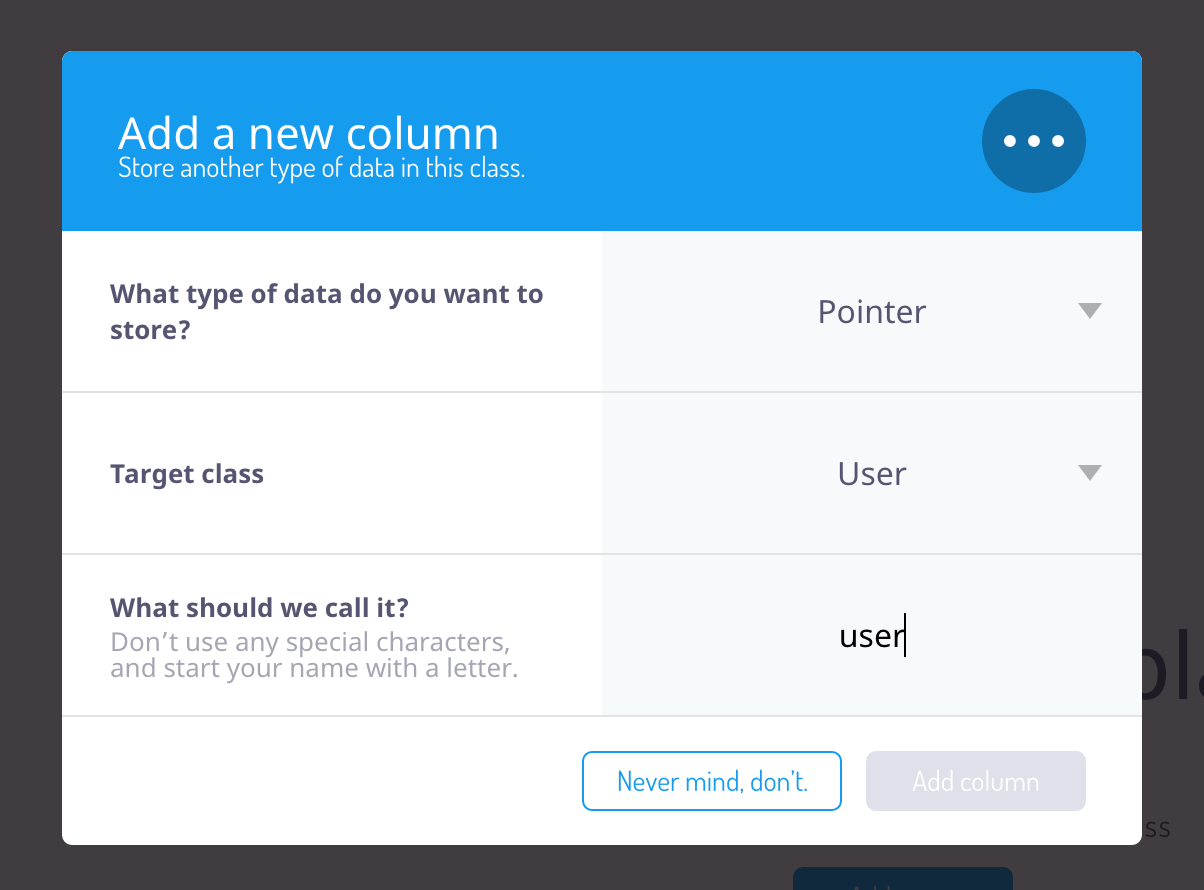 Add a new column
Store another type of data in this class.
What type of data do you want to
store?
Pointer
Target class
User
What should we call it?
Don't use any special characters,
and start your name with a letter.
user
Never mind, don't.
Add column